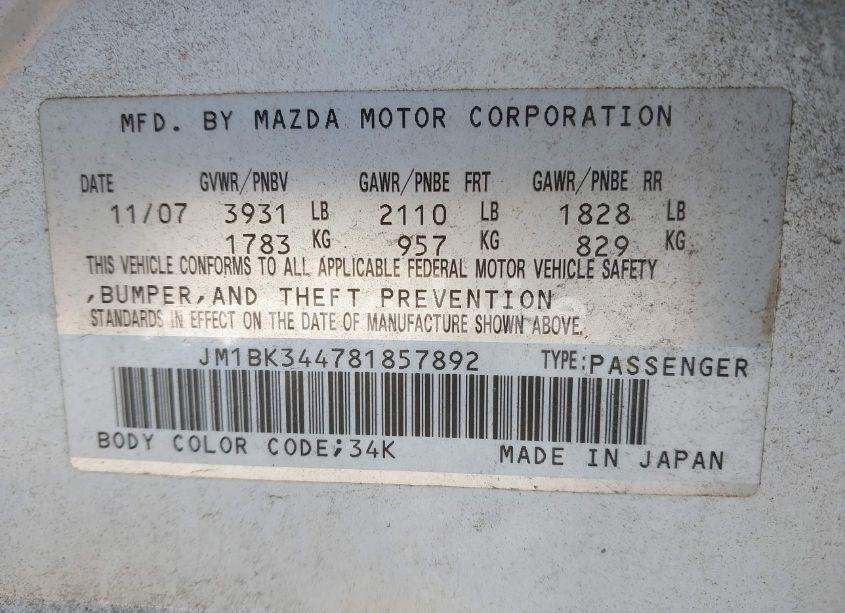 MFD. BY MAZDA MOTOR CORPORATION
DATE GVWR/PNBV GAWR/PNBE FRT GAWR/PNBE RR
11/07 3931 LB 2110 LB 1828 LB
1783 KG 957 KG 829 KG
THIS VEHICLE CONFORMS TO ALL APPLICABLE FEDERAL MOTOR VEHICLE SAFETY
,BUMPER,AND THEFT PREVENTION
STANDARDS IN EFFECT ON THE DATE OF MANUFACTURE SHOWN ABOVE.
JM1BK344781857892 TYPE:PASSENGER
BODY COLOR CODE;34K MADE IN JAPAN